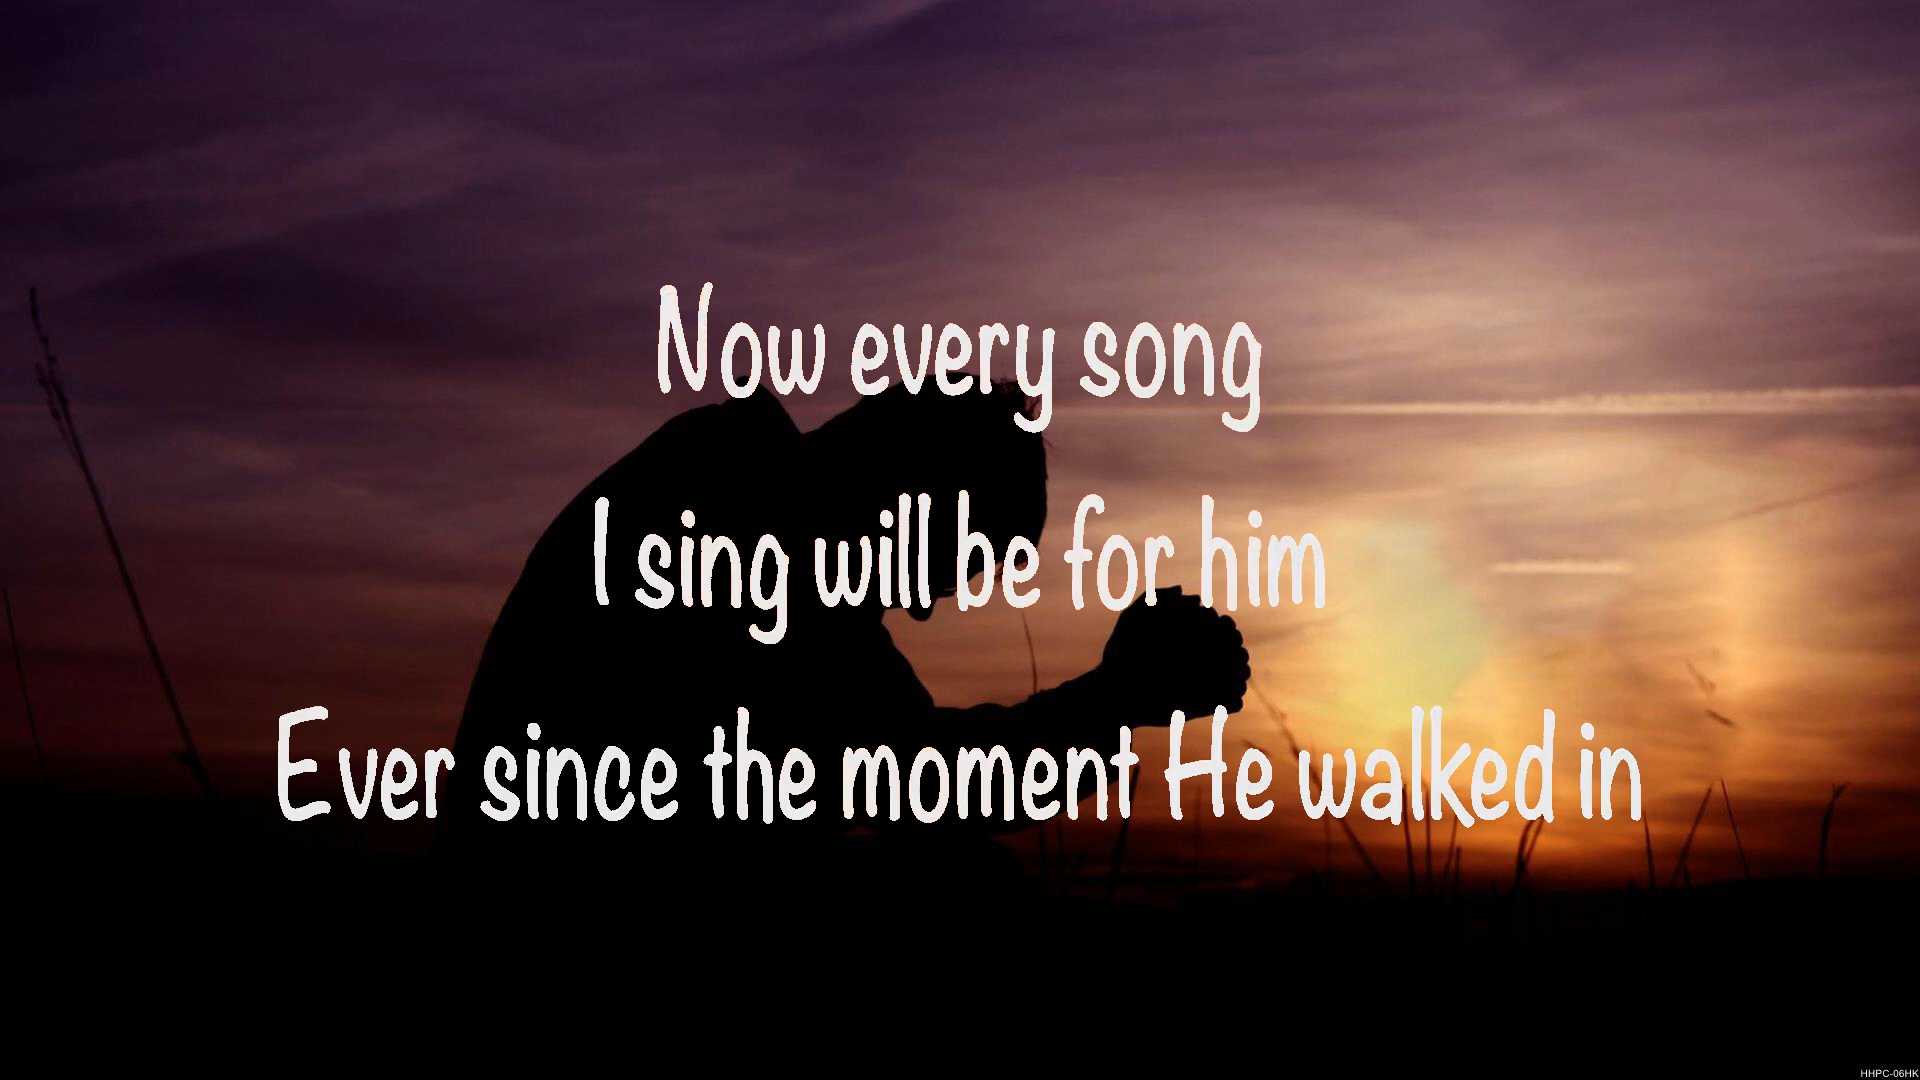 Now every song
I sing will be for him
Ever since the moment He walked in
HHPC-06HK